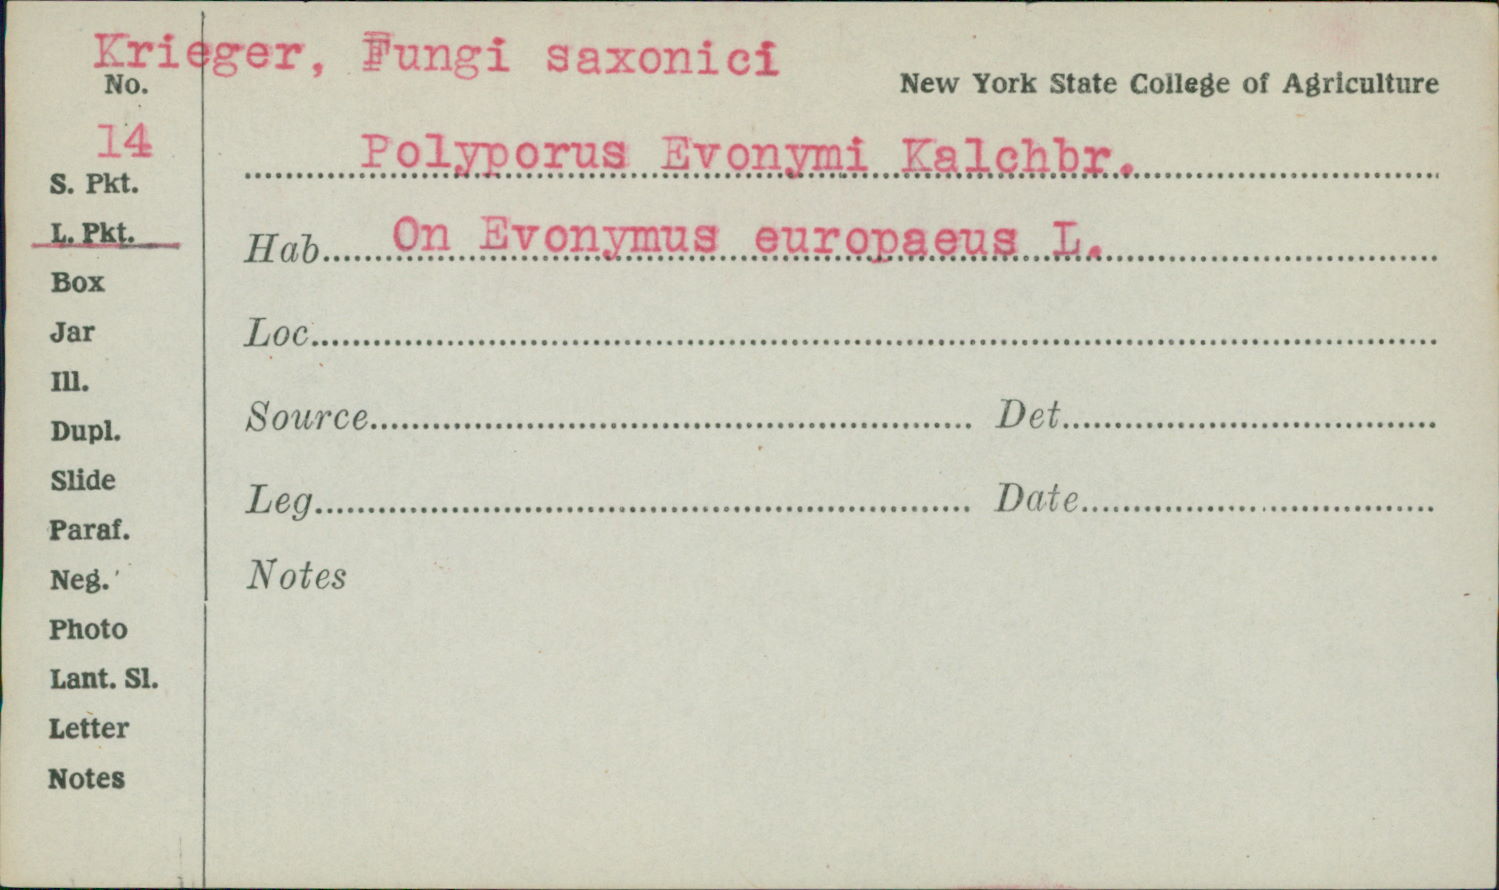 Krieger, Fungi saxonici
No.
New York State College of Agriculture
14
Polyporus Evonymi Kalchbr.
S. Pkt.
L. Pkt.
Hab. On Evonymus europaeus L.
Box
Jar
Loc.
Ill.
Dupl.
Source Det.
Slide
Leg. Date
Paraf.
Neg.
Notes
Photo
Lant. Sl.
Letter
Notes